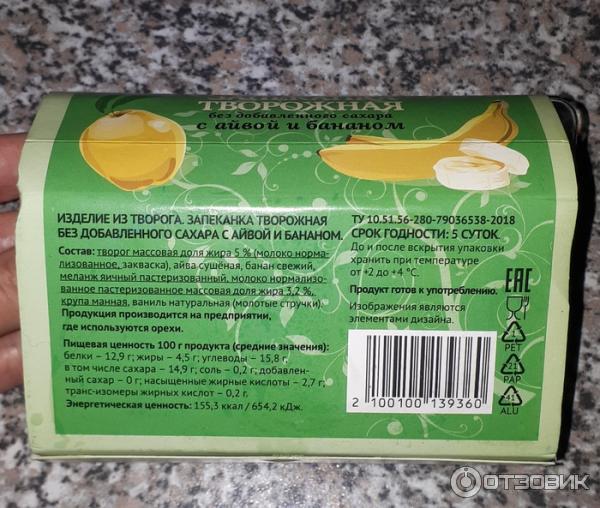 ТВОРОЖНАЯ
без добавленного сахара
с айвой и бананом
ИЗДЕЛИЕ ИЗ ТВОРОГА. ЗАПЕКАНКА ТВОРОЖНАЯ
БЕЗ ДОБАВЛЕННОГО САХАРА С АЙВОЙ И БАНАНОМ.
Состав: творог массовая доля жира 5 % (молоко норма-
лизованное, закваска), айва сушёная, банан свежий,
меланж яичный пастеризованный, молоко нормализо-
ванное пастеризованное массовая доля жира 3,2 %,
крупа манная, ваниль натуральная (молотые стручки).
Продукция производится на предприятии,
где используются орехи.
Пищевая ценность 100 г продукта (средние значения):
белки – 12,9 г; жиры – 4,5 г; углеводы – 15,8 г,
в том числе сахара – 14,9 г; соль – 0,2 г; добавлен-
ный сахар – 0 г; насыщенные жирные кислоты – 2,7 г;
транс-изомеры жирных кислот – 0,2 г.
Энергетическая ценность: 155,3 ккал / 654,2 кДж.
ТУ 10.51.56-280-79036538-2018
СРОК ГОДНОСТИ: 5 СУТОК.
До и после вскрытия упаковки
хранить при температуре
от +2 до +4 °С.
Продукт готов к употреблению.
Изображения являются
элементами дизайна.
2 100100 139360
EAC
1
PET
21
PAP
41
ALU
ОТЗОВИК